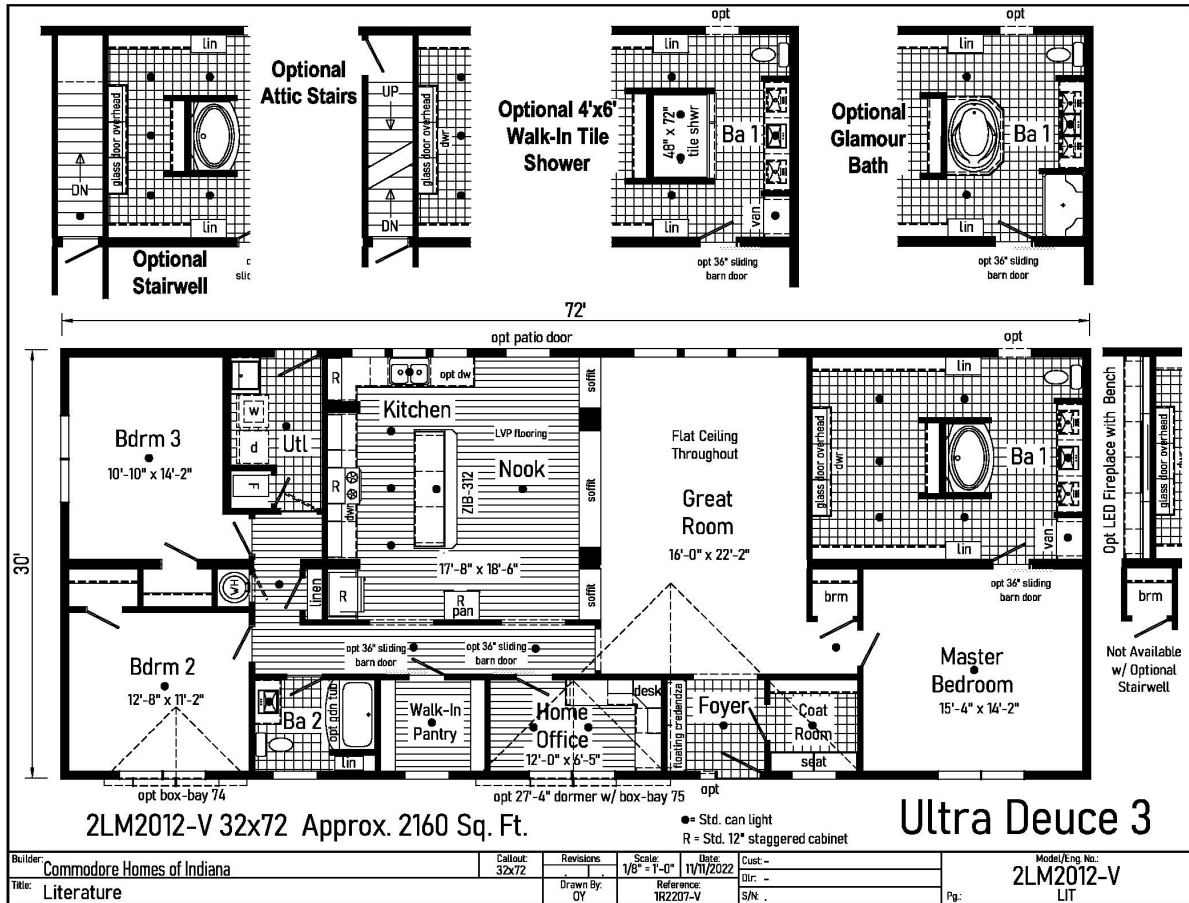 opt
opt
lin
lin
lin
Optional
Attic Stairs
UP
glass door overhead
glass door overhead
dwr
Optional 4'x6'
Walk-In Tile
Shower
48" x 72"
tile shwr
Ba 1
Optional
Glamour
Bath
Ba 1
DN
DN
lin
lin
van
lin
Optional
Stairwell
opt 36" sliding
barn door
opt 36" sliding
barn door
72'
opt patio door
opt
30'
Bdrm 3
10'-10" x 14'-2"
w
d
Utl
F
R
opt dw
Kitchen
LVP flooring
Nook
R
dwr
ZIB-312
17'-8" x 18'-6"
R
R
pan
soffit
soffit
soffit
Flat Ceiling
Throughout
Great
Room
16'-0" x 22'-2"
lin
glass door overhead
dwr
Ba 1
lin
van
opt 36" sliding
barn door
Opt LED Fireplace with Bench
glass door overhead
dwr
brm
brm
Not Available
w/ Optional
Stairwell
WH
linen
opt 36" sliding
barn door
opt 36" sliding
barn door
Bdrm 2
12'-8" x 11'-2"
Ba 2
opt gdn tub
lin
Walk-In
Pantry
desk
Home
Office
12'-0" x 6'-5"
floating credendza
Foyer
Coat
Room
seat
Master
Bedroom
15'-4" x 14'-2"
opt box-bay 74
opt 27'-4" dormer w/ box-bay 75
opt
2LM2012-V 32x72 Approx. 2160 Sq. Ft.
●= Std. can light
R = Std. 12" staggered cabinet
Ultra Deuce 3
Builder: Commodore Homes of Indiana
Callout: 32x72
Revisions
Scale: 1/8" = 1'-0"
Date: 11/11/2022
Cust: -
Dlr: -
S/N: .
Model/Eng. No.:
2LM2012-V
Title: Literature
Drawn By: OY
Reference: 1R2207-V
Pg.: LIT